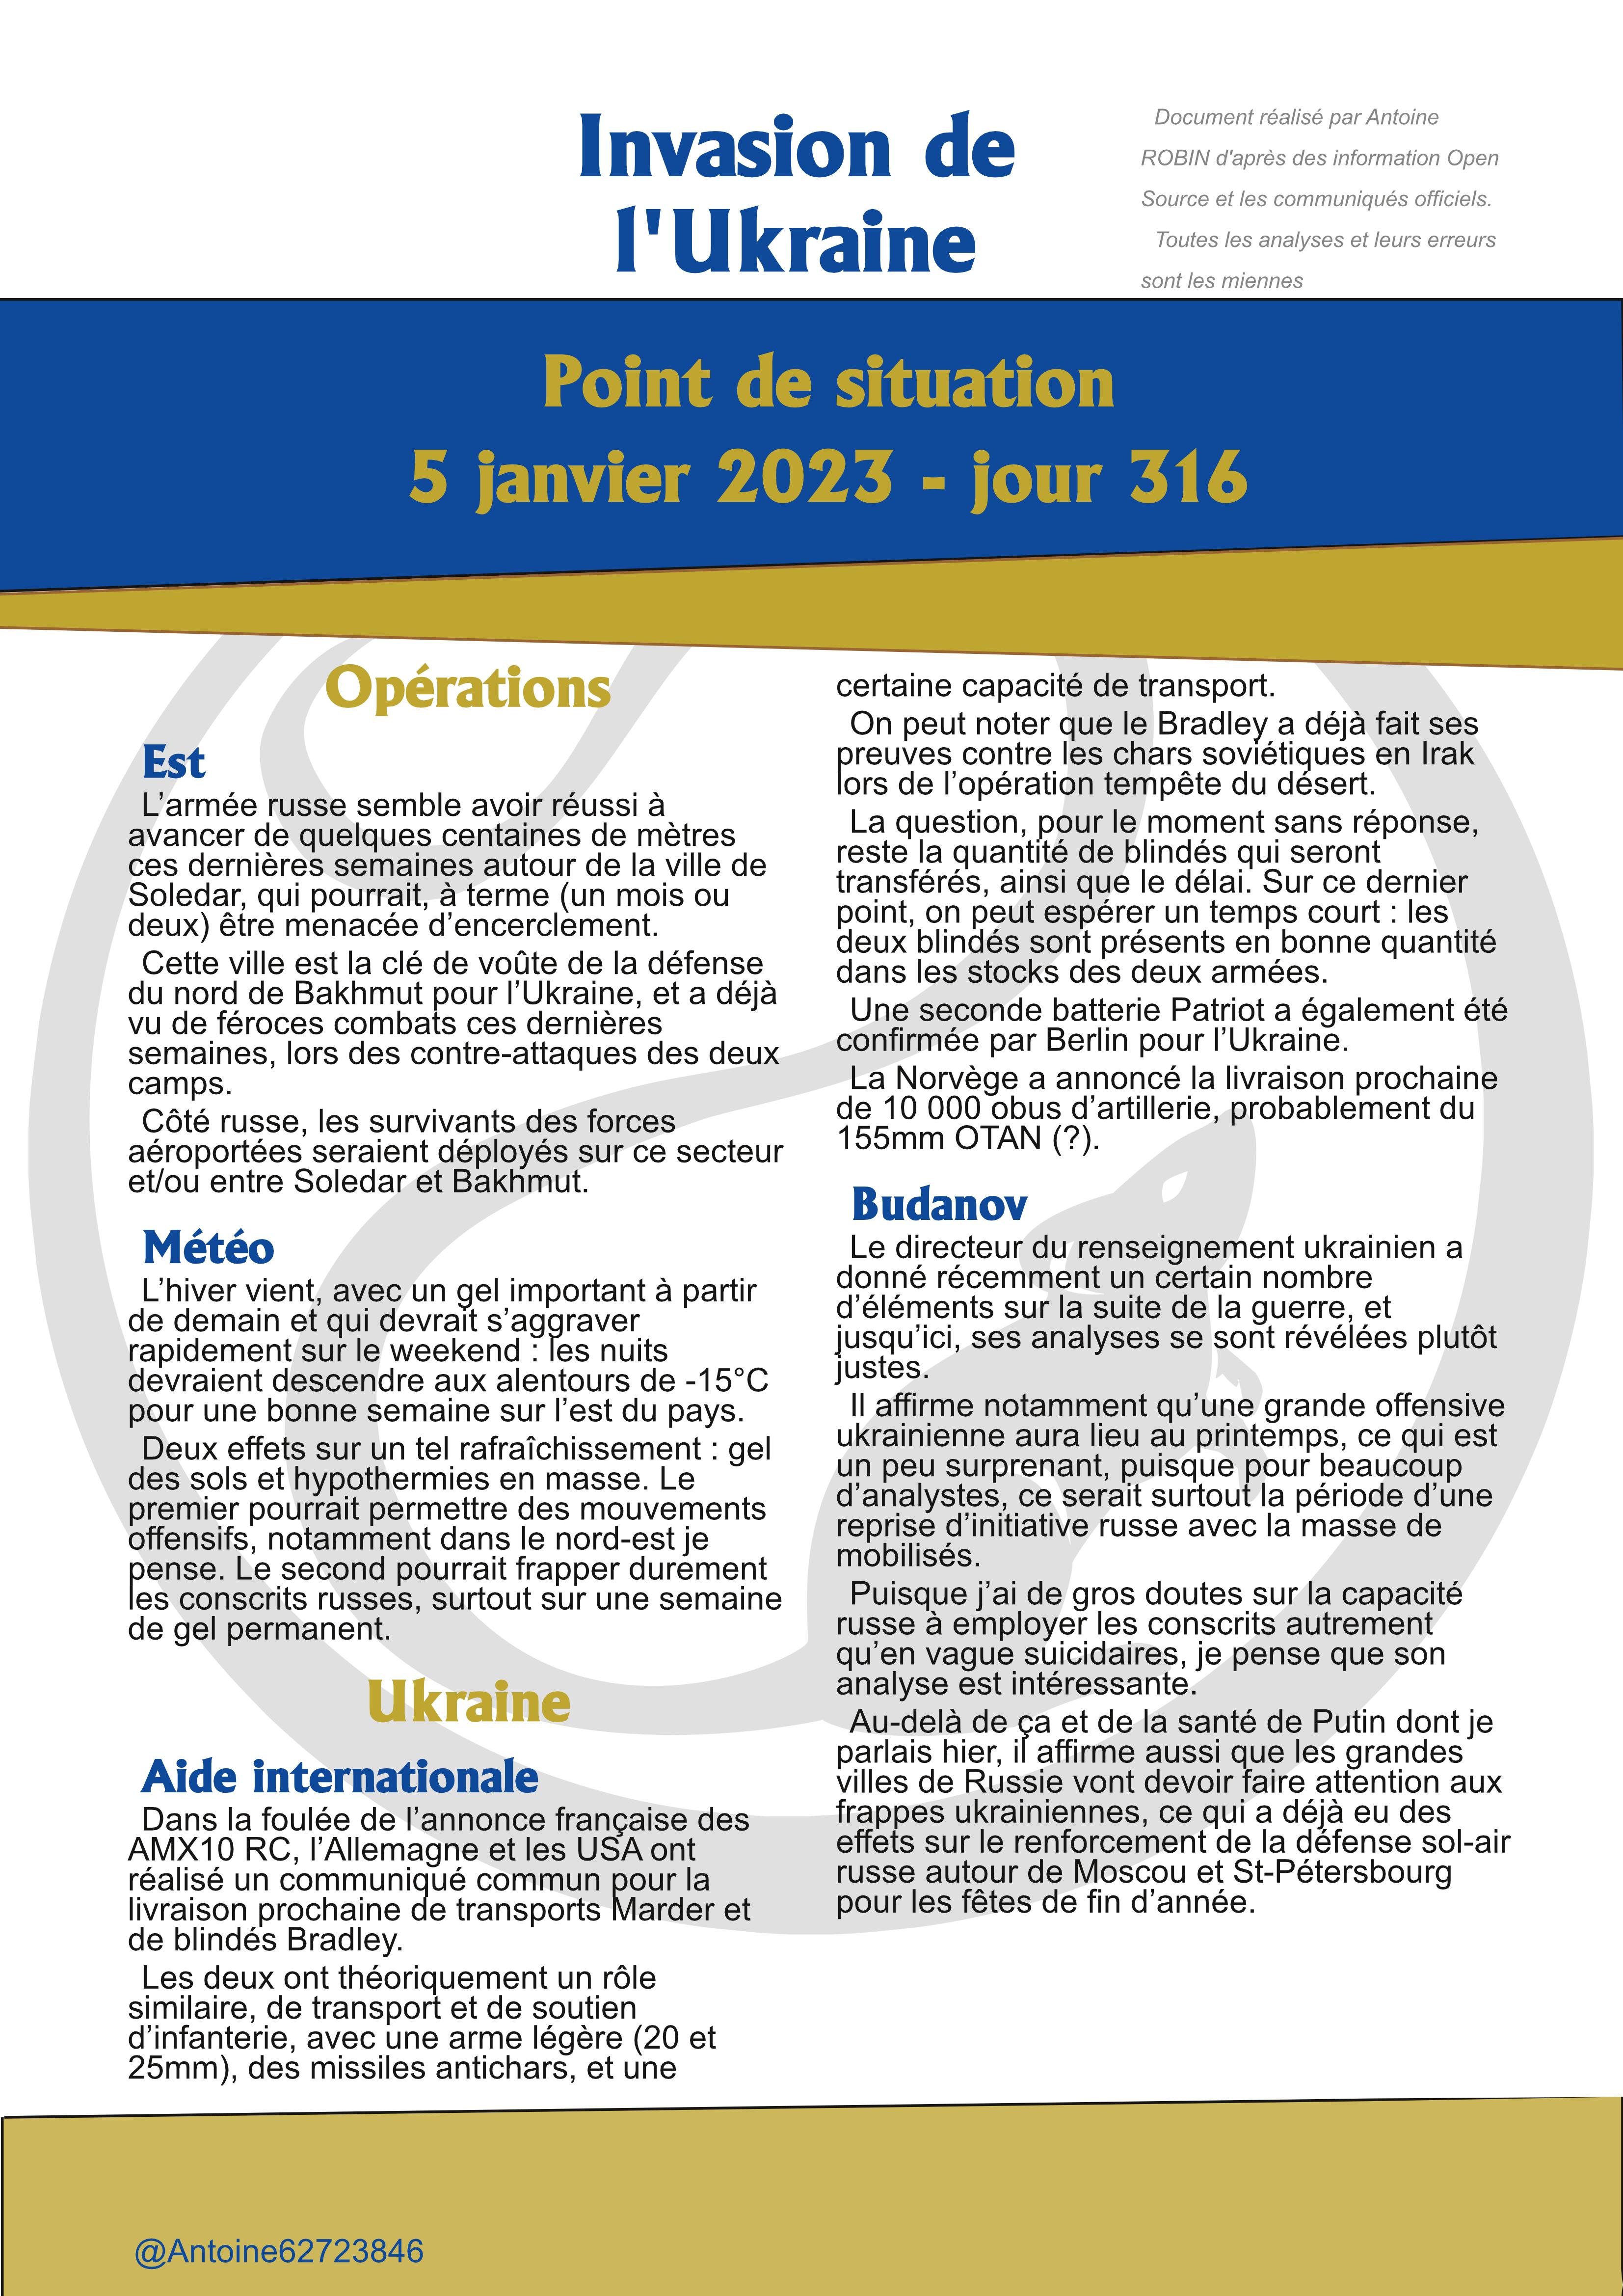 Invasion de
l'Ukraine
Document réalisé par Antoine
ROBIN d'après des information Open
Source et les communiqués officiels.
Toutes les analyses et leurs erreurs
sont les miennes
Point de situation
5 janvier 2023 - jour 316
Opérations
Est
L’armée russe semble avoir réussi à
avancer de quelques centaines de mètres
ces dernières semaines autour de la ville de
Soledar, qui pourrait, à terme (un mois ou
deux) être menacée d’encerclement.
Cette ville est la clé de voûte de la défense
du nord de Bakhmut pour l’Ukraine, et a déjà
vu de féroces combats ces dernières
semaines, lors des contre-attaques des deux
camps.
Côté russe, les survivants des forces
aéroportées seraient déployés sur ce secteur
et/ou entre Soledar et Bakhmut.
Météo
L’hiver vient, avec un gel important à partir
de demain et qui devrait s’aggraver
rapidement sur le weekend : les nuits
devraient descendre aux alentours de -15°C
pour une bonne semaine sur l’est du pays.
Deux effets sur un tel rafraîchissement : gel
des sols et hypothermies en masse. Le
premier pourrait permettre des mouvements
offensifs, notamment dans le nord-est je
pense. Le second pourrait frapper durement
les conscrits russes, surtout sur une semaine
de gel permanent.
Ukraine
Aide internationale
Dans la foulée de l’annonce française des
AMX10 RC, l’Allemagne et les USA ont
réalisé un communiqué commun pour la
livraison prochaine de transports Marder et
de blindés Bradley.
Les deux ont théoriquement un rôle
similaire, de transport et de soutien
d’infanterie, avec une arme légère (20 et
25mm), des missiles antichars, et une
certaine capacité de transport.
On peut noter que le Bradley a déjà fait ses
preuves contre les chars soviétiques en Irak
lors de l’opération tempête du désert.
La question, pour le moment sans réponse,
reste la quantité de blindés qui seront
transférés, ainsi que le délai. Sur ce dernier
point, on peut espérer un temps court : les
deux blindés sont présents en bonne quantité
dans les stocks des deux armées.
Une seconde batterie Patriot a également été
confirmée par Berlin pour l’Ukraine.
La Norvège a annoncé la livraison prochaine
de 10 000 obus d’artillerie, probablement du
155mm OTAN (?).
Budanov
Le directeur du renseignement ukrainien a
donné récemment un certain nombre
d’éléments sur la suite de la guerre, et
jusqu’ici, ses analyses se sont révélées plutôt
justes.
Il affirme notamment qu’une grande offensive
ukrainienne aura lieu au printemps, ce qui est
un peu surprenant, puisque pour beaucoup
d’analystes, ce serait surtout la période d’une
reprise d’initiative russe avec la masse de
mobilisés.
Puisque j’ai de gros doutes sur la capacité
russe à employer les conscrits autrement
qu’en vague suicidaires, je pense que son
analyse est intéressante.
Au-delà de ça et de la santé de Putin dont je
parlais hier, il affirme aussi que les grandes
villes de Russie vont devoir faire attention aux
frappes ukrainiennes, ce qui a déjà eu des
effets sur le renforcement de la défense sol-air
russe autour de Moscou et St-Pétersbourg
pour les fêtes de fin d’année.
@Antoine62723846